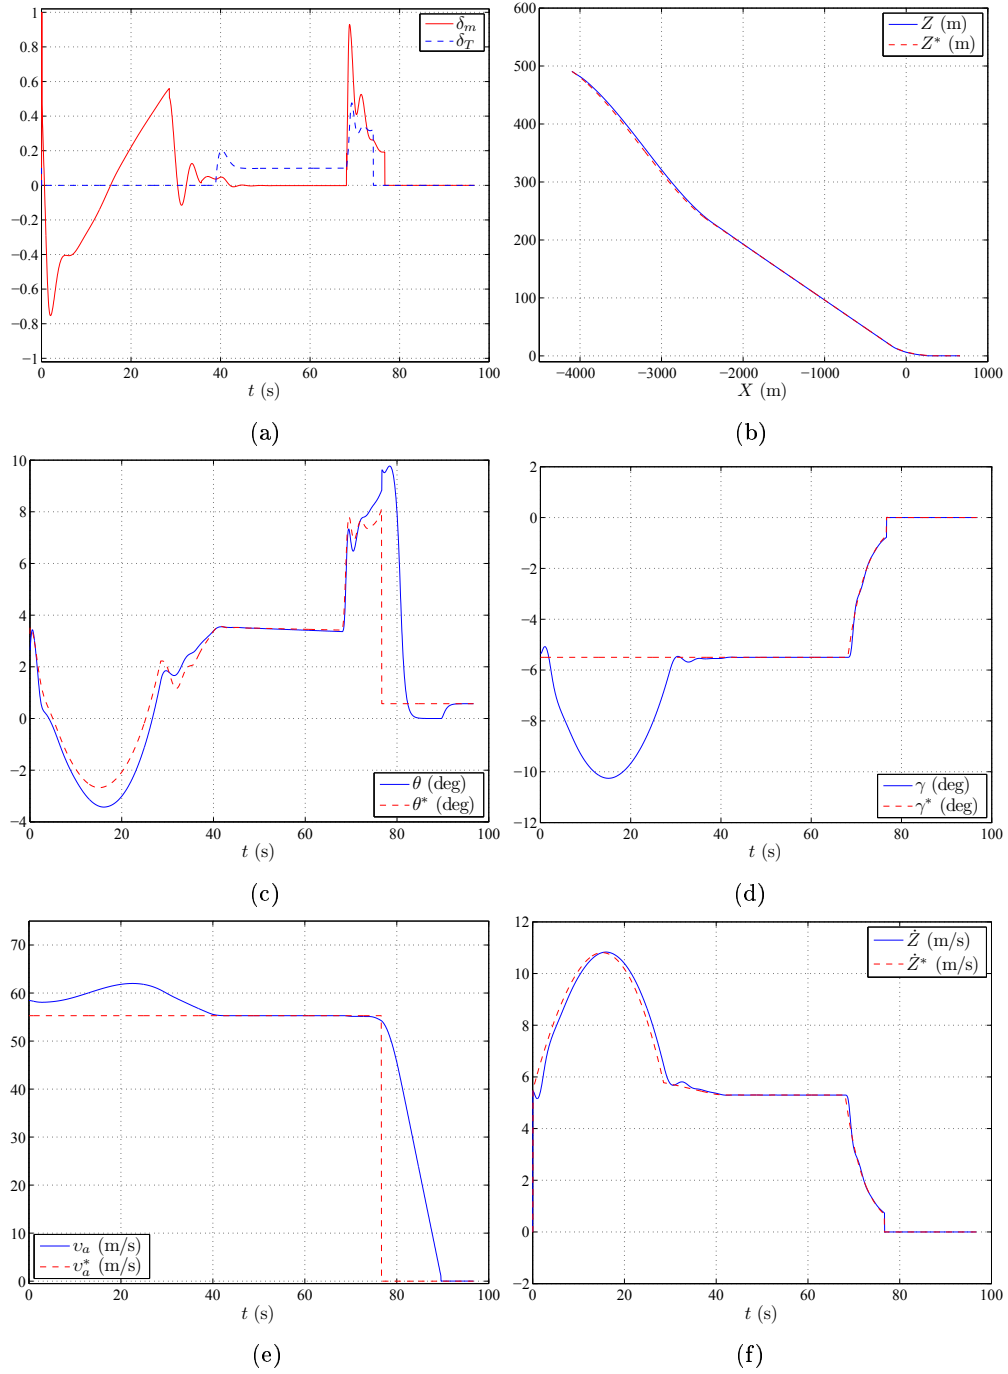 1
0.8
0.6
0.4
0.2
0
−0.2
−0.4
−0.6
−0.8
−1
0 20 40 60 80 100
t (s)
δ_m
δ_T
(a)
600
500
400
300
200
100
0
−4000 −3000 −2000 −1000 0 1000
X (m)
Z (m)
Z* (m)
(b)
10
8
6
4
2
0
−2
−4
0 20 40 60 80 100
t (s)
θ (deg)
θ* (deg)
(c)
2
0
−2
−4
−6
−8
−10
−12
0 20 40 60 80 100
t (s)
γ (deg)
γ* (deg)
(d)
75
70
60
50
40
30
20
10
0
0 20 40 60 80 100
t (s)
v_a (m/s)
v_a* (m/s)
(e)
12
10
8
6
4
2
0
−2
0 20 40 60 80 100
t (s)
Ż (m/s)
Ż* (m/s)
(f)